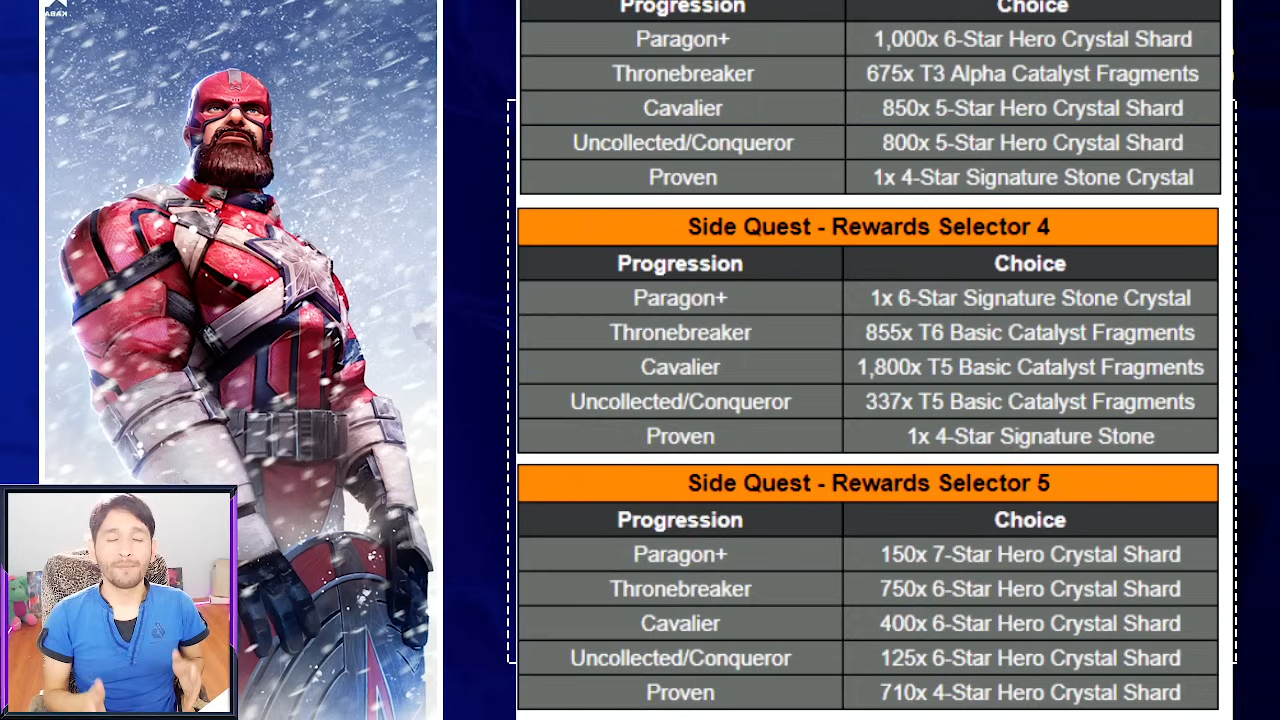 Progression Choice
Paragon+ 1,000x 6-Star Hero Crystal Shard
Thronebreaker 675x T3 Alpha Catalyst Fragments
Cavalier 850x 5-Star Hero Crystal Shard
Uncollected/Conqueror 800x 5-Star Hero Crystal Shard
Proven 1x 4-Star Signature Stone Crystal
Side Quest - Rewards Selector 4
Progression Choice
Paragon+ 1x 6-Star Signature Stone Crystal
Thronebreaker 855x T6 Basic Catalyst Fragments
Cavalier 1,800x T5 Basic Catalyst Fragments
Uncollected/Conqueror 337x T5 Basic Catalyst Fragments
Proven 1x 4-Star Signature Stone
Side Quest - Rewards Selector 5
Progression Choice
Paragon+ 150x 7-Star Hero Crystal Shard
Thronebreaker 750x 6-Star Hero Crystal Shard
Cavalier 400x 6-Star Hero Crystal Shard
Uncollected/Conqueror 125x 6-Star Hero Crystal Shard
Proven 710x 4-Star Hero Crystal Shard